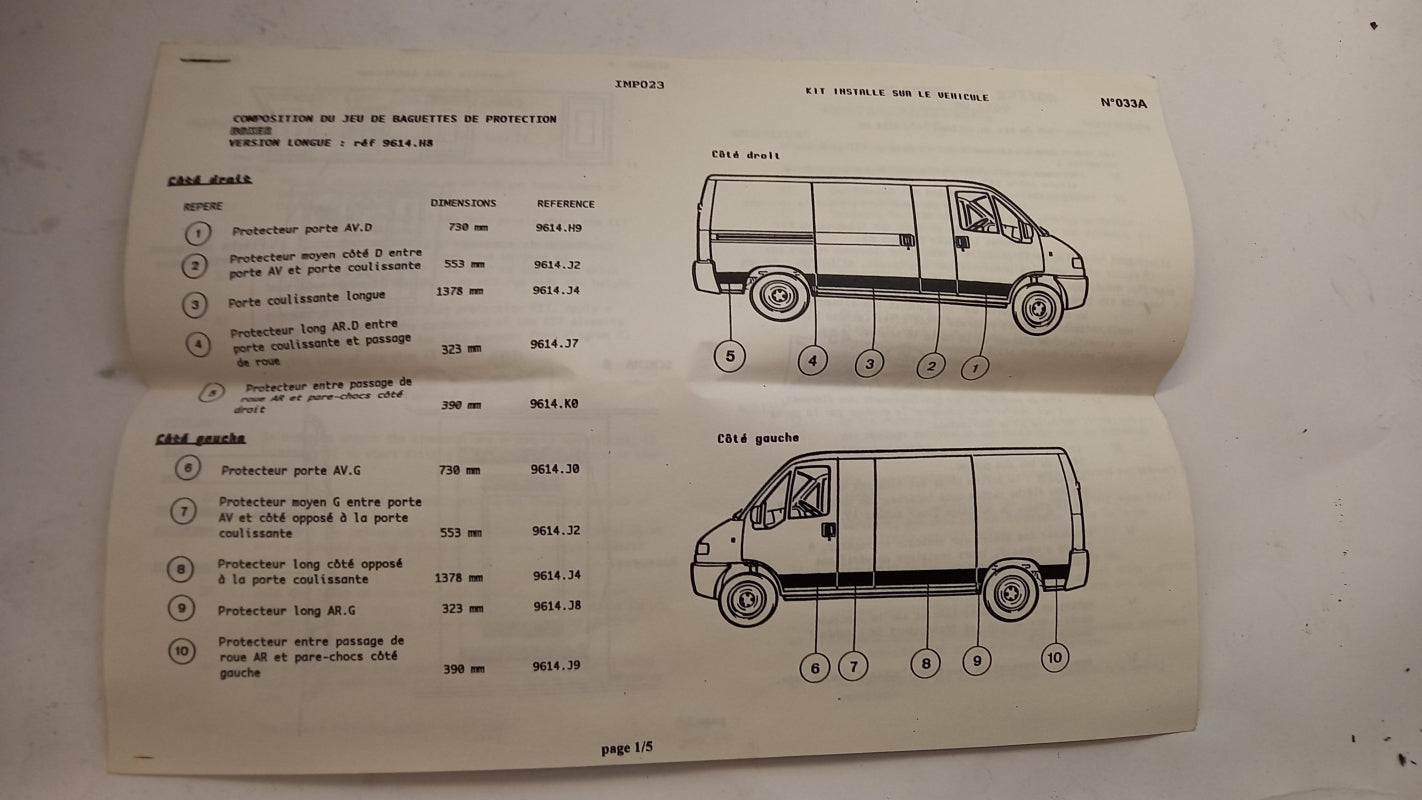 IMP023
KIT INSTALLE SUR LE VEHICULE
N°033A
COMPOSITION DU JEU DE BAGUETTES DE PROTECTION
BOXER
VERSION LONGUE : réf 9614.H8
Côté droit
REPERE DIMENSIONS REFERENCE
1 Protecteur porte AV.D 730 mm 9614.H9
2 Protecteur moyen côté D entre
porte AV et porte coulissante 553 mm 9614.J2
3 Porte coulissante longue 1378 mm 9614.J4
4 Protecteur long AR.D entre
porte coulissante et passage
de roue 323 mm 9614.J7
5 Protecteur entre passage de
roue AR et pare-chocs côté
droit 390 mm 9614.K0
Côté gauche
6 Protecteur porte AV.G 730 mm 9614.J0
7 Protecteur moyen G entre porte
AV et côté opposé à la porte
coulissante 553 mm 9614.J2
8 Protecteur long côté opposé
à la porte coulissante 1378 mm 9614.J4
9 Protecteur long AR.G 323 mm 9614.J8
10 Protecteur entre passage de
roue AR et pare-chocs côté
gauche 390 mm 9614.J9
Côté droit
5 4 3 2 1
Côté gauche
6 7 8 9 10
page 1/5